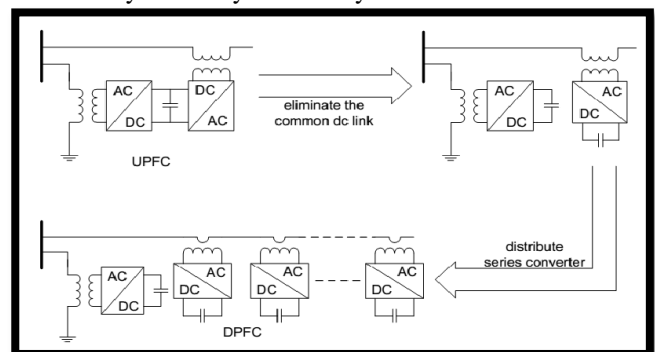 AC
DC
DC
AC
UPFC
eliminate the
common dc link
AC
DC
AC
DC
distribute
series converter
AC
DC
AC
DC
AC
DC
AC
DC
DPFC